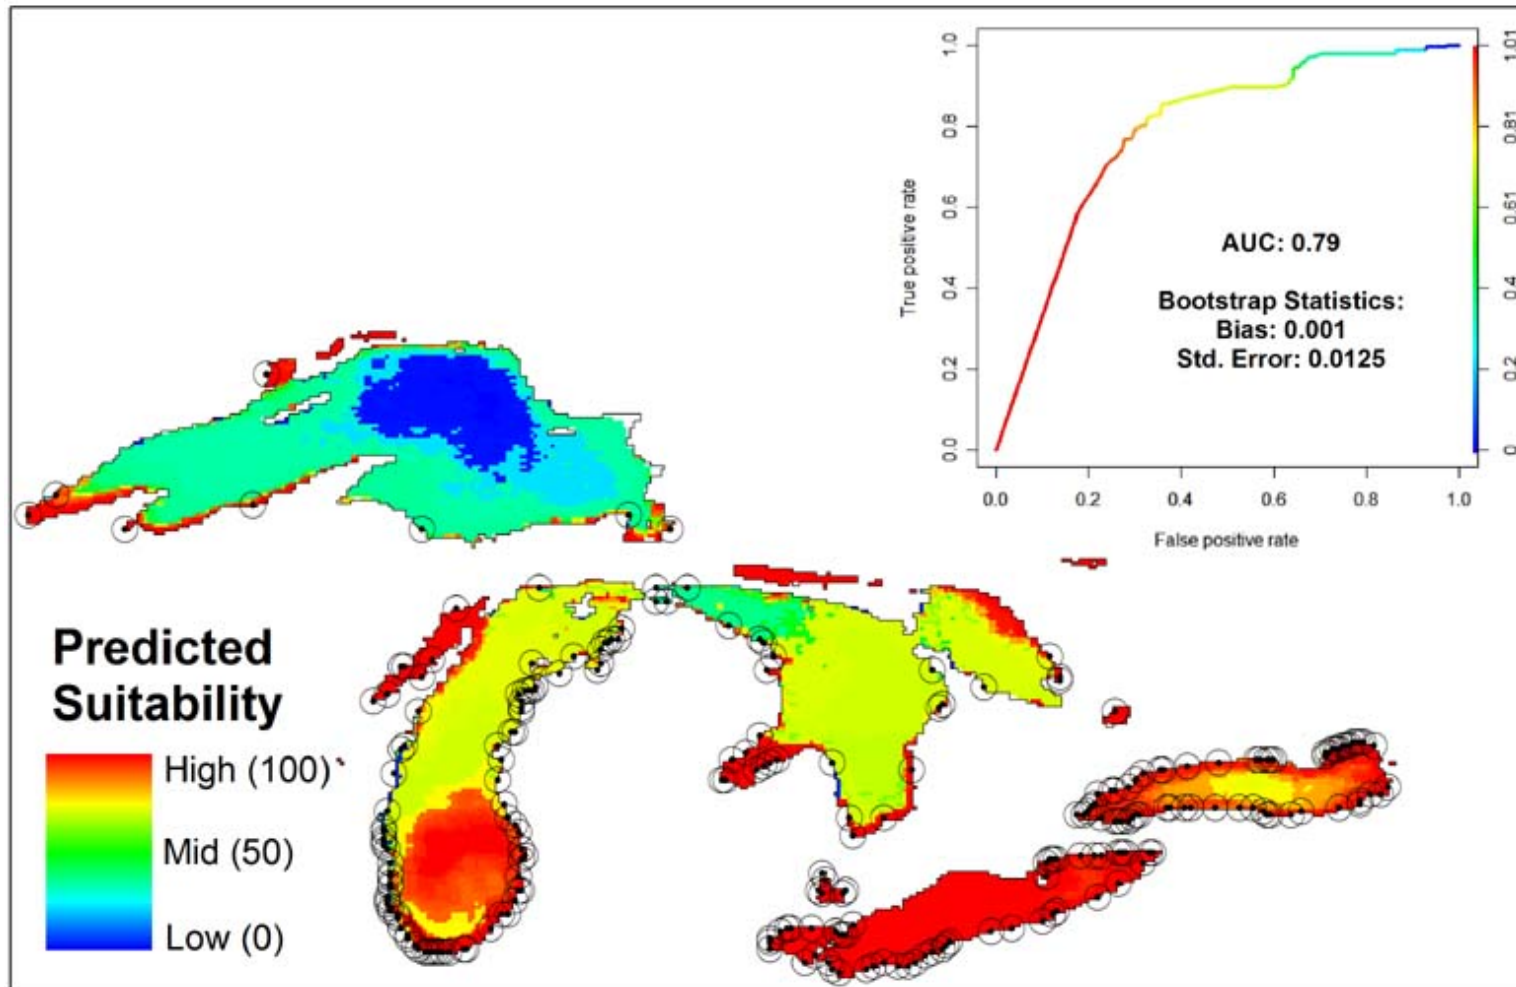 1.0
0.8
0.6
0.4
0.2
0.0
True positive rate
AUC: 0.79
Bootstrap Statistics:
Bias: 0.001
Std. Error: 0.0125
0.0 0.2 0.4 0.6 0.8 1.0
False positive rate
1.01
0.81
0.61
0.4
0.2
0
Predicted
Suitability
High (100)
Mid (50)
Low (0)